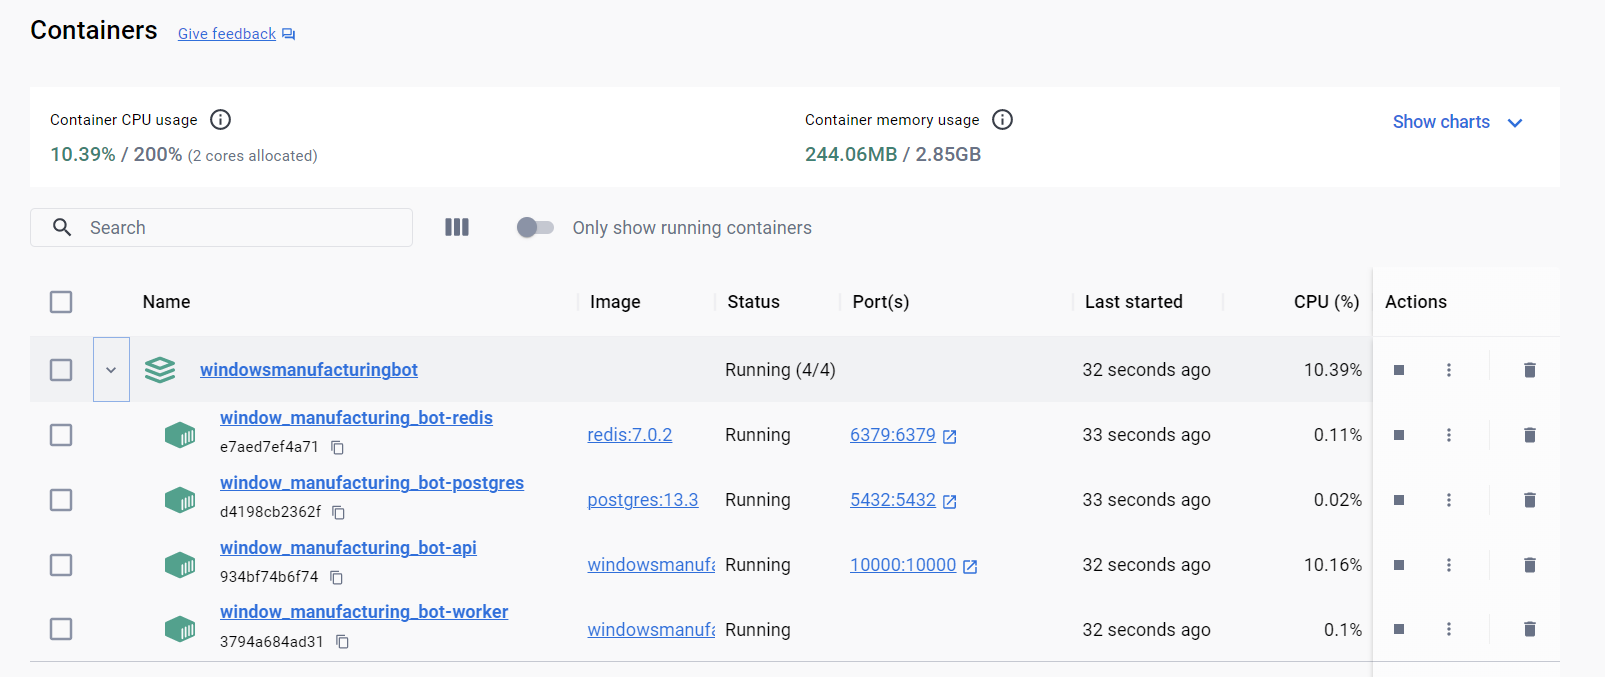 Containers Give feedback
Container CPU usage Container memory usage Show charts
10.39% / 200% (2 cores allocated) 244.06MB / 2.85GB
Search Only show running containers
Name Image Status Port(s) Last started CPU (%) Actions
windowsmanufacturingbot Running (4/4) 32 seconds ago 10.39%
window_manufacturing_bot-redis
e7aed7ef4a71 redis:7.0.2 Running 6379:6379 33 seconds ago 0.11%
window_manufacturing_bot-postgres
d4198cb2362f postgres:13.3 Running 5432:5432 33 seconds ago 0.02%
window_manufacturing_bot-api
934bf74b6f74 windowsmanufa Running 10000:10000 32 seconds ago 10.16%
window_manufacturing_bot-worker
3794a684ad31 windowsmanufa Running 32 seconds ago 0.1%